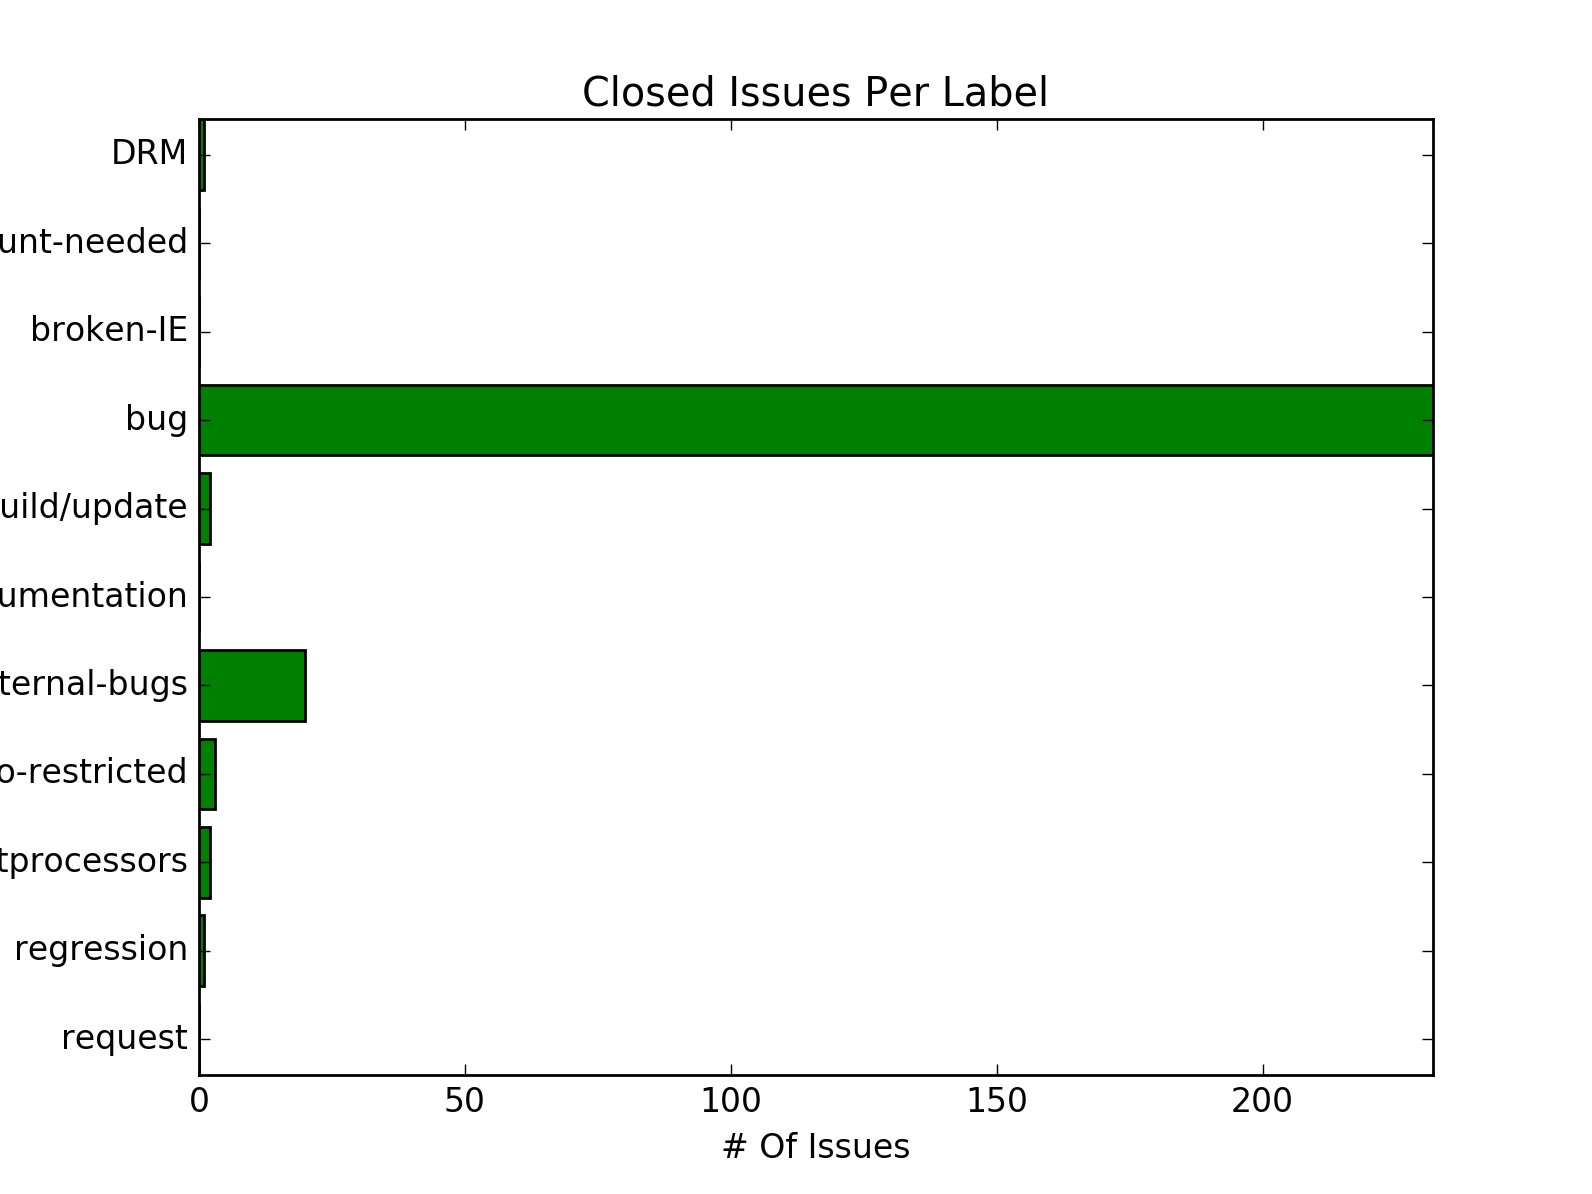 Closed Issues Per Label
DRM
unt-needed
broken-IE
bug
uild/update
umentation
ternal-bugs
o-restricted
tprocessors
regression
request
0 50 100 150 200
# Of Issues